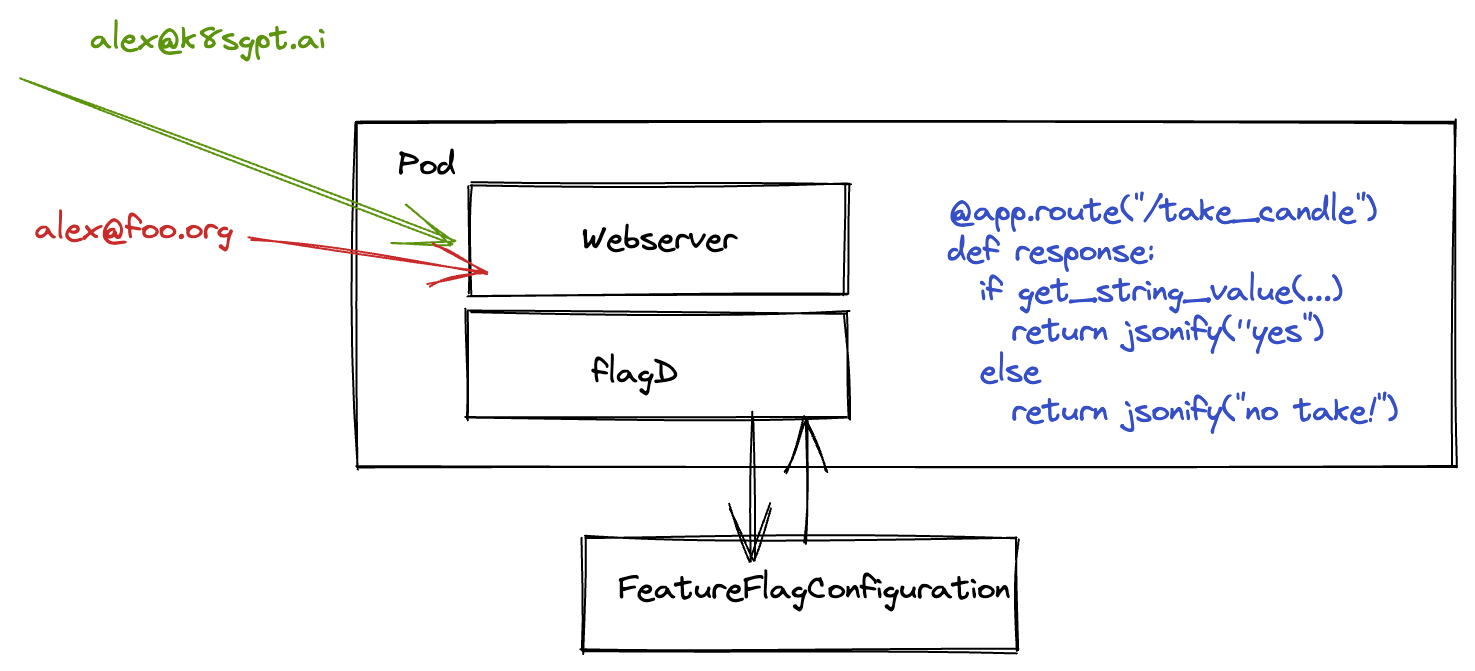 alex@k8sgpt.ai
alex@foo.org
Pod
Webserver
flagD
@app.route("/take_candle")
def response:
if get_string_value(...)
return jsonify("yes")
else
return jsonify("no take!")
FeatureFlagConfiguration